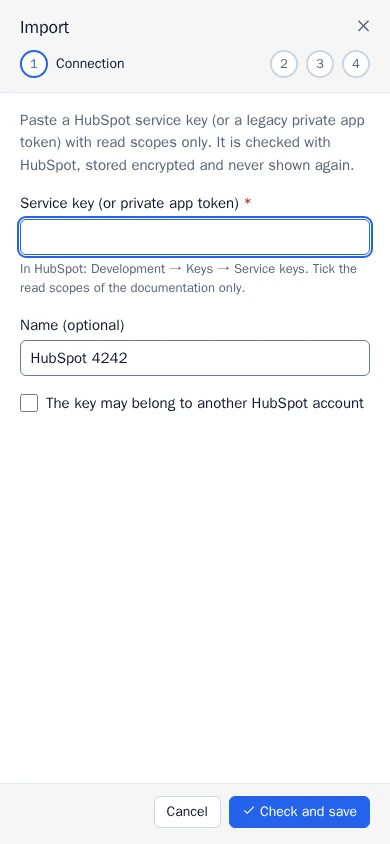 Import
1 Connection 2 3 4
Paste a HubSpot service key (or a legacy private app
token) with read scopes only. It is checked with
HubSpot, stored encrypted and never shown again.
Service key (or private app token) *
In HubSpot: Development → Keys → Service keys. Tick the
read scopes of the documentation only.
Name (optional)
HubSpot 4242
The key may belong to another HubSpot account
Cancel Check and save